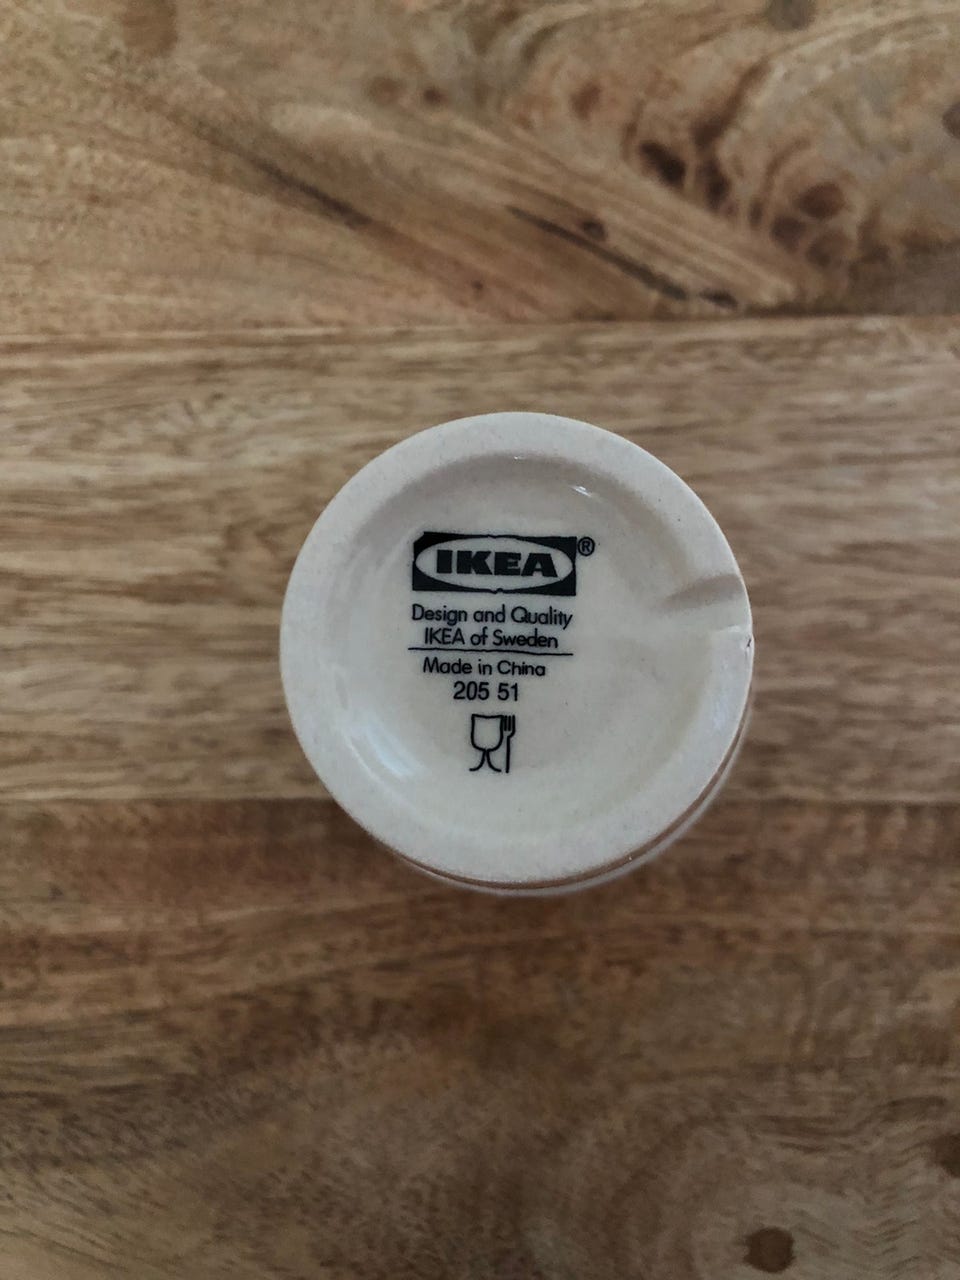 IKEA®
Design and Quality
IKEA of Sweden
Made in China
205 51